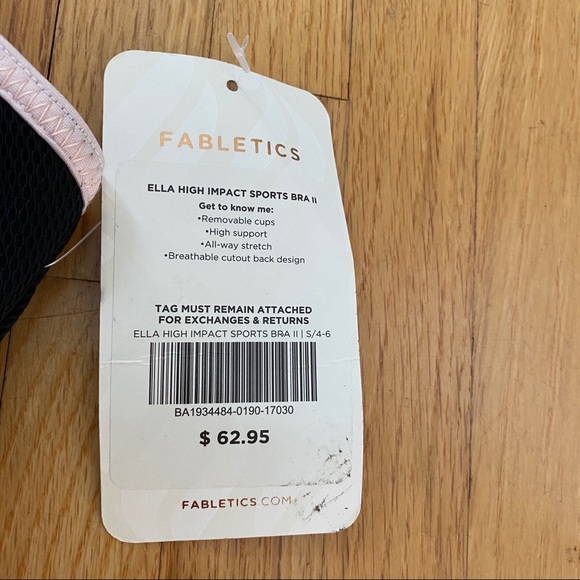 FABLETICS
ELLA HIGH IMPACT SPORTS BRA II
Get to know me:
•Removable cups
•High support
•All-way stretch
•Breathable cutout back design
TAG MUST REMAIN ATTACHED
FOR EXCHANGES & RETURNS
ELLA HIGH IMPACT SPORTS BRA II | S/4-6
BA1934484-0190-17030
$ 62.95
FABLETICS.COM